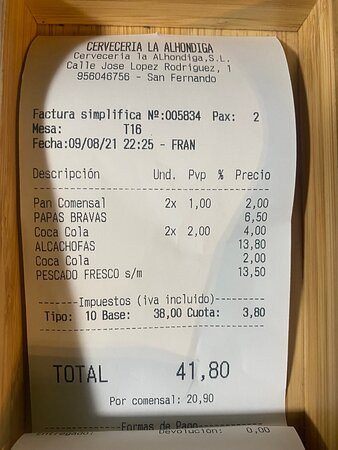 CERVECERIA LA ALHONDIGA
Cerveceria la ALhondiga,S.L.
Calle Jose Lopez Rodriguez, 1
956046756 - San Fernando
Factura simplifica Nº:005834 Pax: 2
Mesa: T16
Fecha:09/08/21 22:25 - FRAN
Descripción Und. Pvp % Precio
Pan Comensal 2x 1,00 2,00
PAPAS BRAVAS 6,50
Coca Cola 2x 2,00 4,00
ALCACHOFAS 13,80
Coca Cola 2,00
PESCADO FRESCO s/m 13,50
-----Impuestos (iva incluido)-----
Tipo: 10 Base: 38,00 Cuota: 3,80
TOTAL 41,80
Por comensal: 20,90
-----Formas de Pago-----
Entregado: Devolucion: 0,00